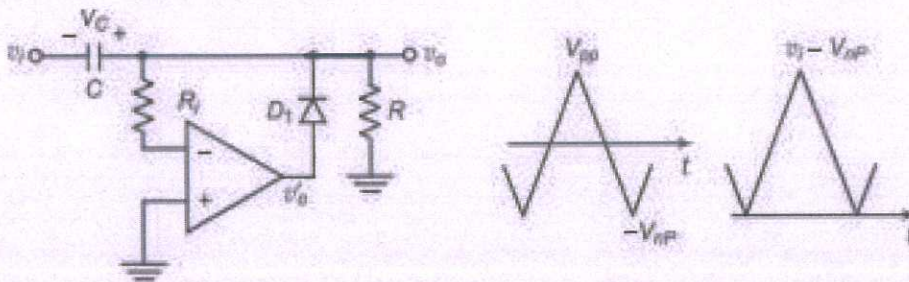 − V_C +
v_i
v_o
C
R_i
D_1
R
−
+
v'_o
V_pp
t
−V_nP
v_i − V_nP
t